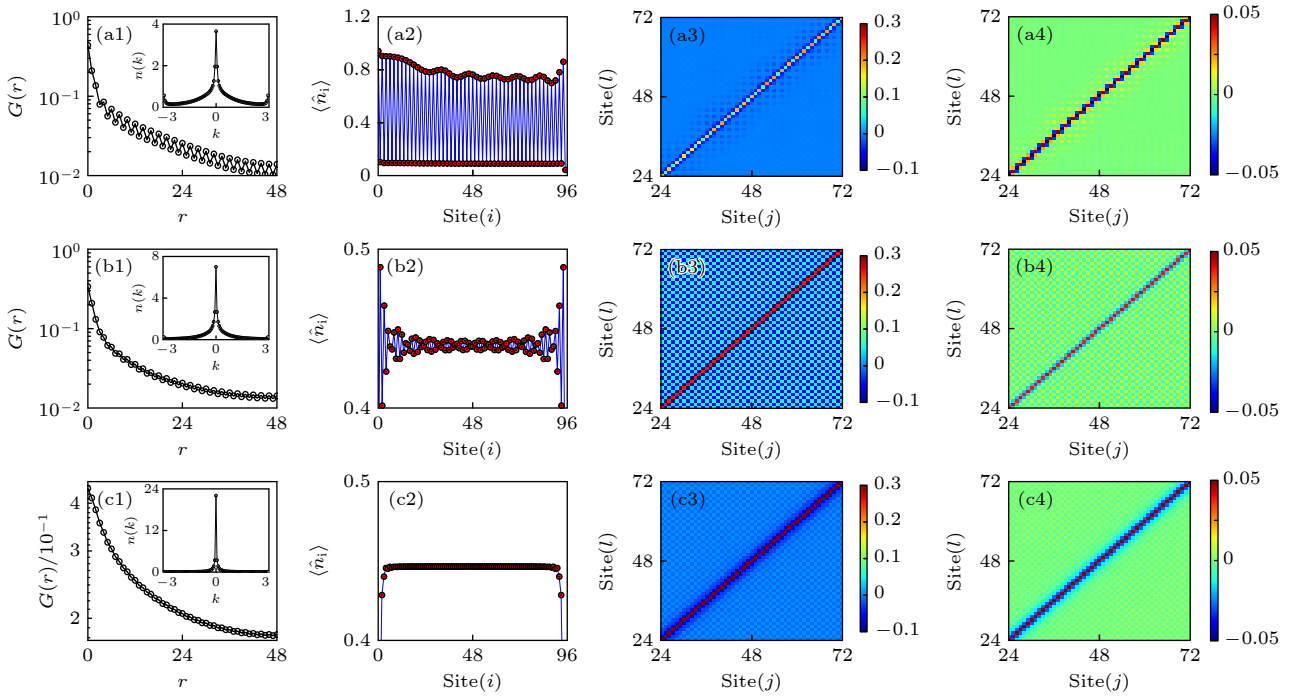 (a1)
10⁰
10⁻¹
10⁻²
G(r)
0
24
48
r
n(k)
4
2
0
−3
0
3
k
(a2)
1.2
0.8
0.4
0
⟨n̂ᵢ⟩
0
24
48
72
96
Site(i)
(a3)
72
48
24
Site(l)
24
48
72
Site(j)
0.3
0.2
0.1
0
−0.1
(a4)
72
48
24
Site(l)
24
48
72
Site(j)
0.05
0
−0.05
(b1)
10⁰
10⁻¹
10⁻²
G(r)
0
24
48
r
n(k)
8
4
0
−3
0
3
k
(b2)
0.5
0.4
⟨n̂ᵢ⟩
0
24
48
72
96
Site(i)
(b3)
72
48
24
Site(l)
24
48
72
Site(j)
0.3
0.2
0.1
0
−0.1
(b4)
72
48
24
Site(l)
24
48
72
Site(j)
0.05
0
−0.05
(c1)
4
3
2
G(r)/10⁻¹
0
24
48
r
n(k)
24
12
0
−3
0
3
k
(c2)
0.5
0.4
⟨n̂ᵢ⟩
0
24
48
72
96
Site(i)
(c3)
72
48
24
Site(l)
24
48
72
Site(j)
0.3
0.2
0.1
0
−0.1
(c4)
72
48
24
Site(l)
24
48
72
Site(j)
0.05
0
−0.05